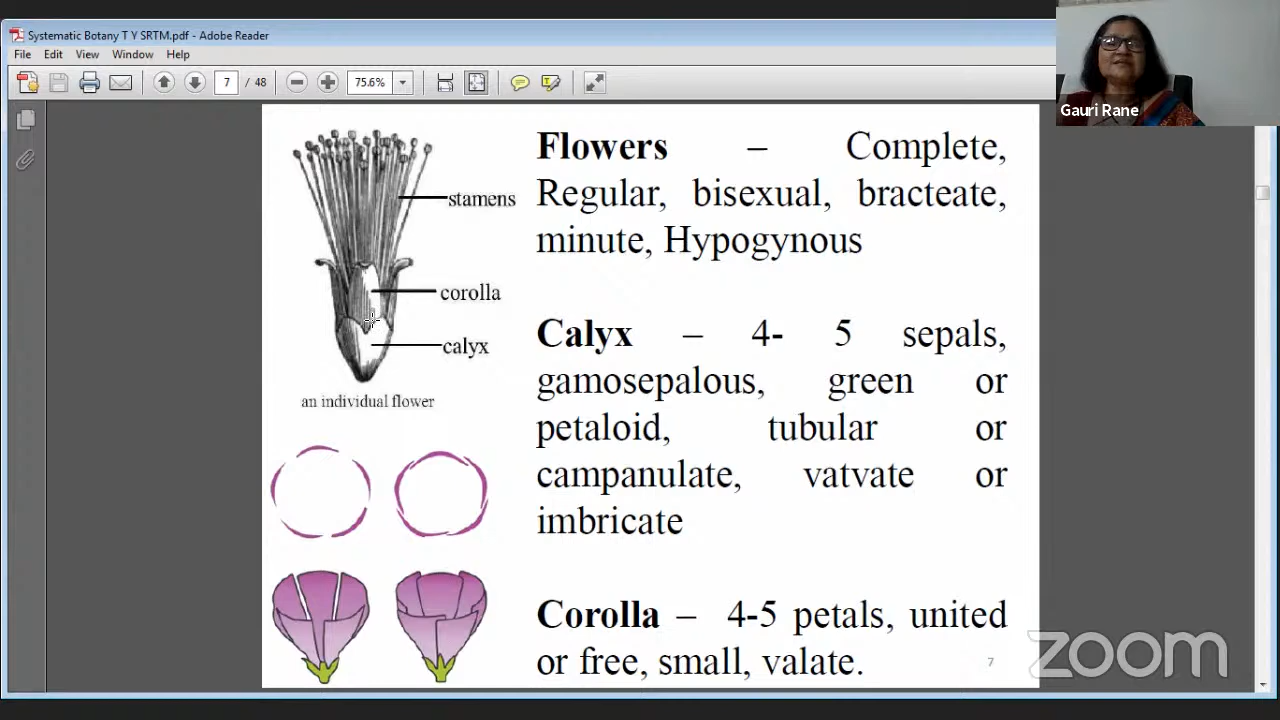 Systematic Botany T Y SRTM.pdf - Adobe Reader
File Edit View Window Help
7 / 48
75.6%
Gauri Rane
stamens
corolla
calyx
an individual flower
Flowers – Complete,
Regular, bisexual, bracteate,
minute, Hypogynous
Calyx – 4- 5 sepals,
gamosepalous, green or
petaloid, tubular or
campanulate, vatvate or
imbricate
Corolla – 4-5 petals, united
or free, small, valate.
7
zoom